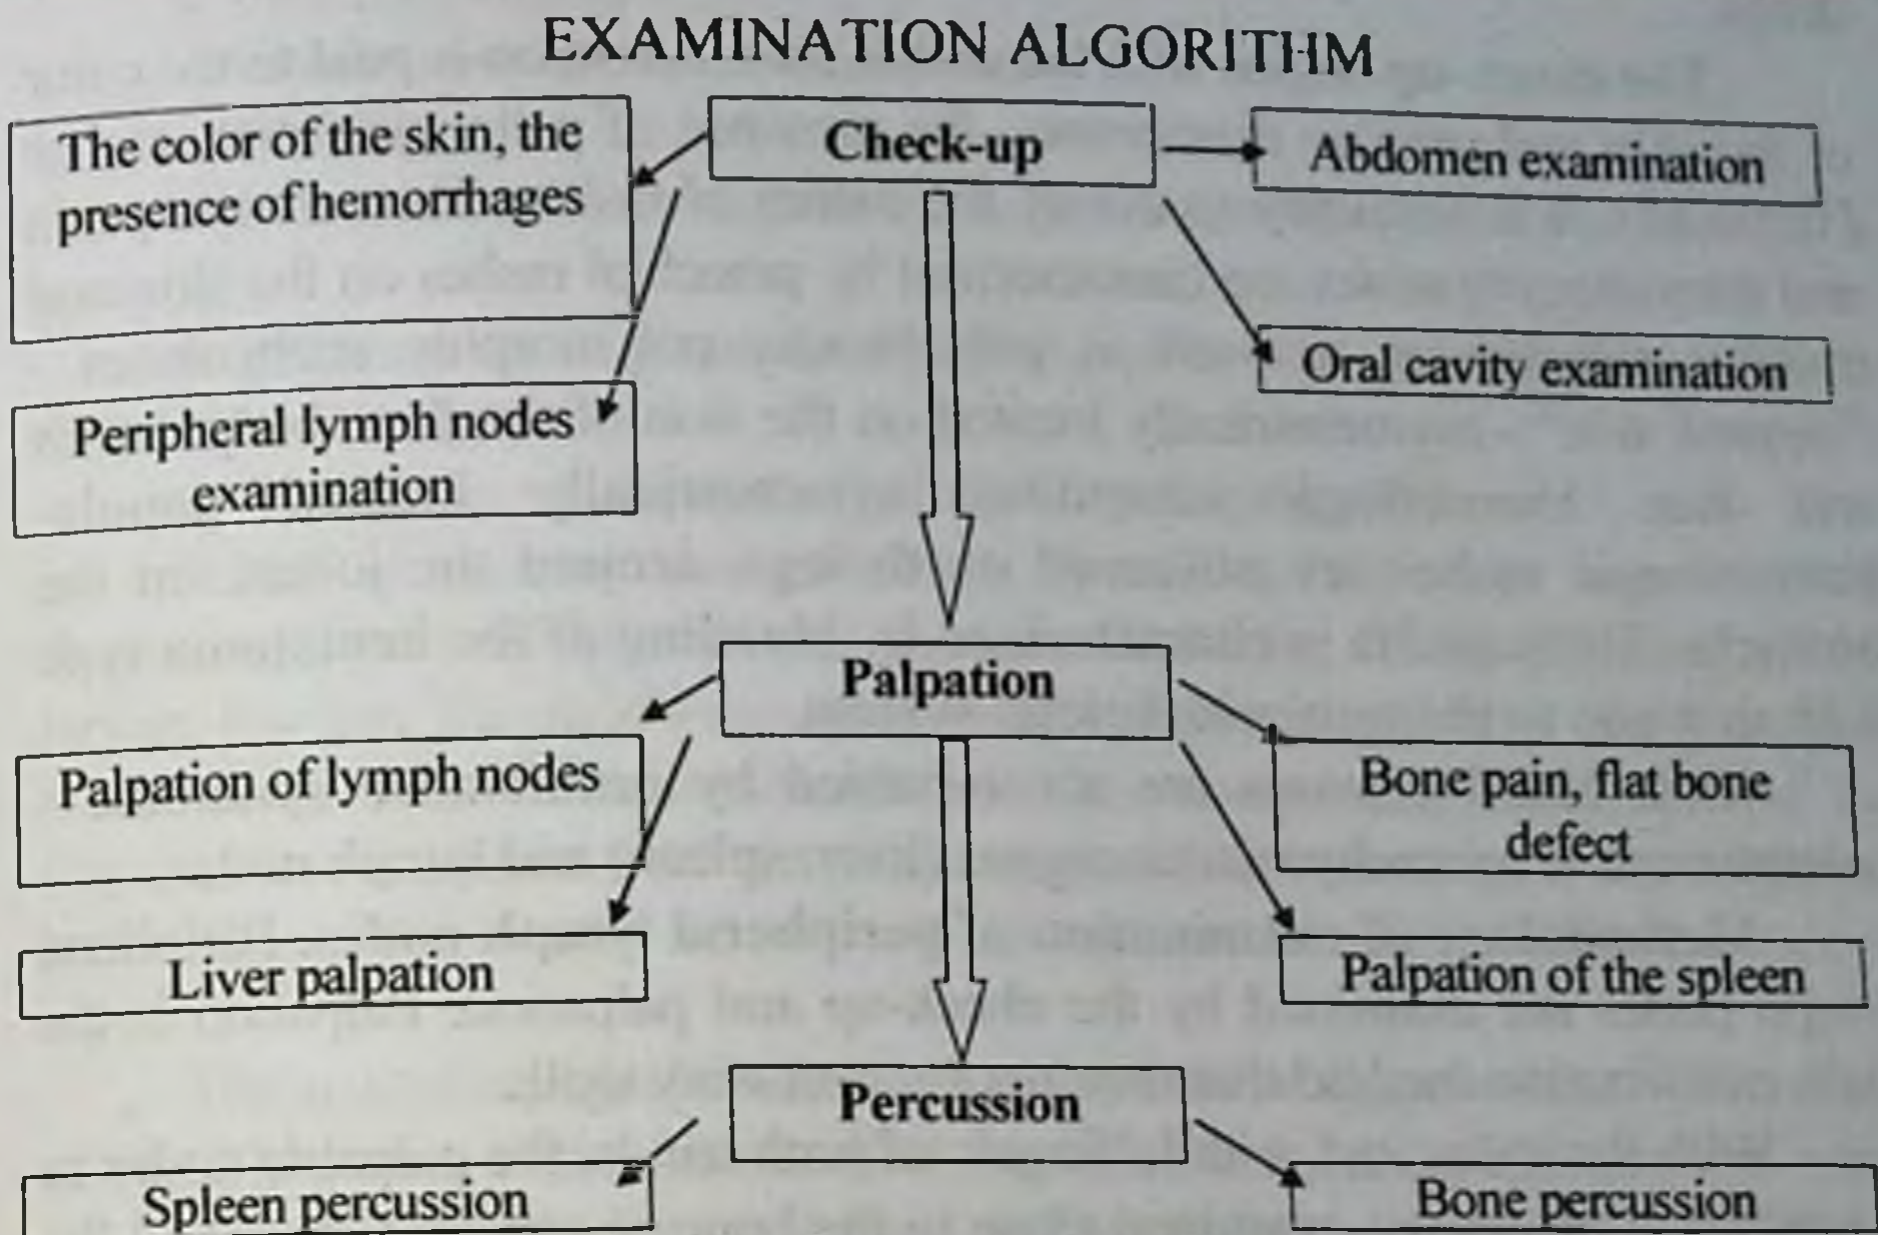 EXAMINATION ALGORITHM
The color of the skin, the
presence of hemorrhages
Check-up
Abdomen examination
Oral cavity examination
Peripheral lymph nodes
examination
Palpation
Palpation of lymph nodes
Bone pain, flat bone
defect
Liver palpation
Palpation of the spleen
Percussion
Spleen percussion
Bone percussion